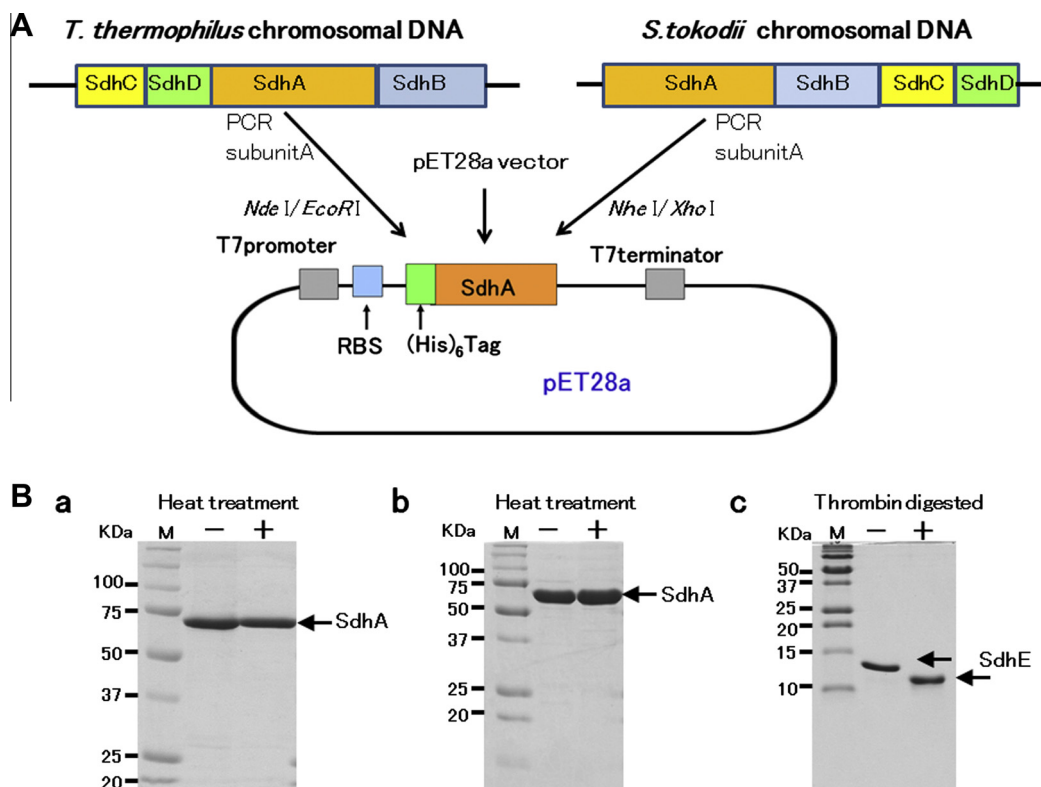 A
T. thermophilus chromosomal DNA
S.tokodii chromosomal DNA
SdhC SdhD SdhA SdhB
SdhA SdhB SdhC SdhD
PCR
subunitA
PCR
subunitA
pET28a vector
Nde I/EcoR I
Nhe I/Xho I
T7promoter
T7terminator
SdhA
RBS
(His)6Tag
pET28a
B
a
Heat treatment
KDa M − +
100
75
50
37
25
20
SdhA
b
Heat treatment
KDa M − +
100
75
50
37
25
20
SdhA
c
Thrombin digested
KDa M − +
50
37
25
20
15
10
SdhE